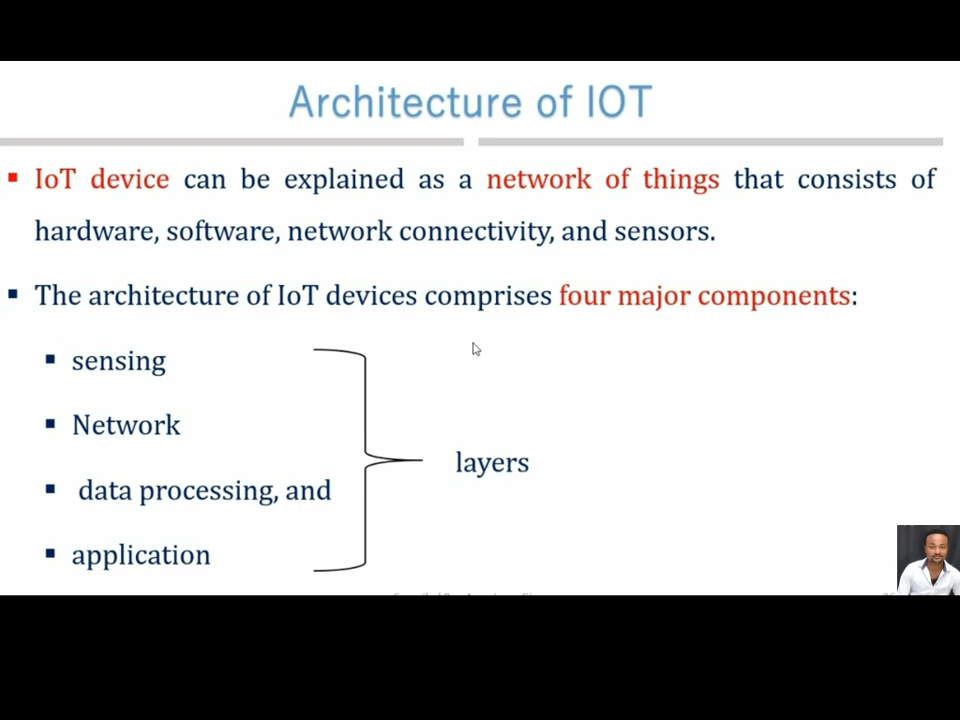 Architecture of IOT
IoT device can be explained as a network of things that consists of
hardware, software, network connectivity, and sensors.
The architecture of IoT devices comprises four major components:
sensing
Network
data processing, and
application
layers